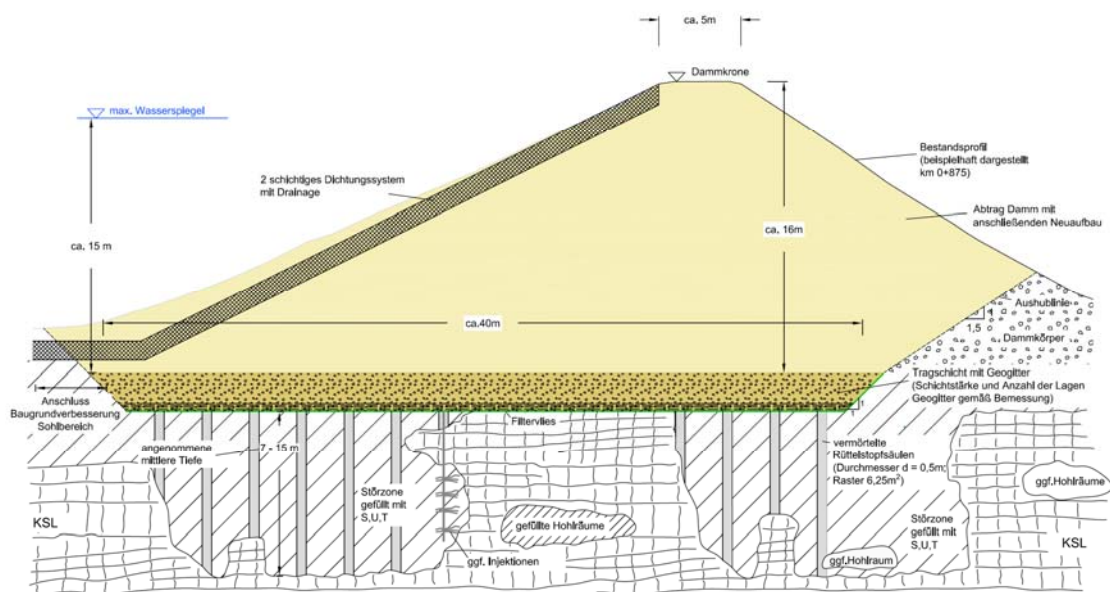 ca. 5m
Dammkrone
max. Wasserspiegel
Bestandsprofil
(beispielhaft dargestellt
km 0+875)
2 schichtiges Dichtungssystem
mit Drainage
Abtrag Damm mit
anschließenden Neuaufbau
ca. 15 m
ca. 16m
Aushublinie
ca.40m
1
1,5
Dammkörper
Tragschicht mit Geogitter
(Schichtstärke und Anzahl der Lagen
Geogitter gemäß Bemessung)
Anschluss
Baugrundverbesserung
Sohlbereich
1
1
Filtervlies
angenommene
mittlere Tiefe
7 - 15 m
vermörtelte
Rüttelstopfsäulen
(Durchmesser d = 0,5m;
Raster 6,25m²)
ggf.Hohlräume
Störzone
gefüllt mit
S,U,T
KSL
gefüllte Hohlräume
Störzone
gefüllt mit
S,U,T
KSL
ggf. Injektionen
ggf.Hohlraum